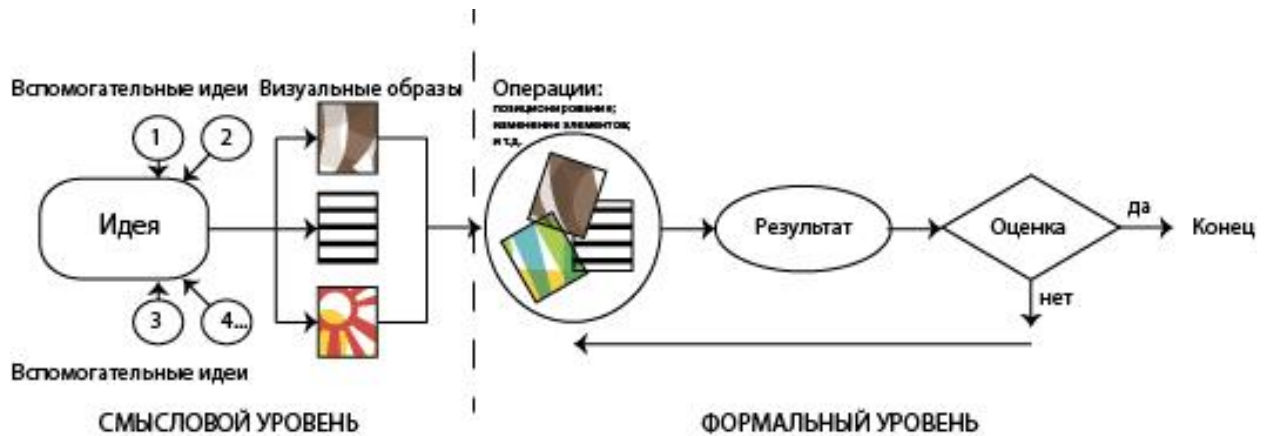 Вспомогательные идеи
1
2
Идея
3
4...
Вспомогательные идеи
Визуальные образы
СМЫСЛОВОЙ УРОВЕНЬ
Операции:
позиционирование;
изменение элементов;
и т.д.
Результат
Оценка
да
Конец
нет
ФОРМАЛЬНЫЙ УРОВЕНЬ